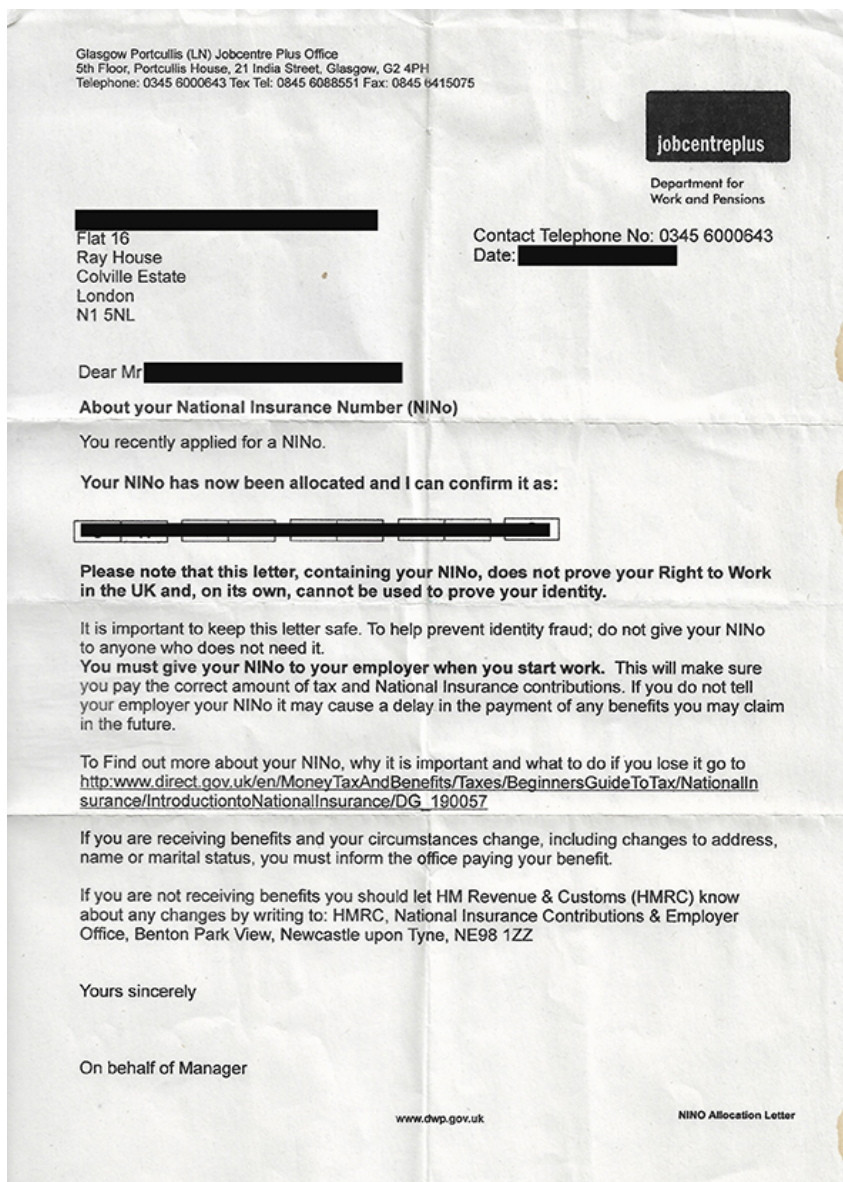 Glasgow Portcullis (LN) Jobcentre Plus Office
5th Floor, Portcullis House, 21 India Street, Glasgow, G2 4PH
Telephone: 0345 6000643 Tex Tel: 0845 6088551 Fax: 0845 6415075
jobcentreplus
Department for
Work and Pensions
Flat 16
Ray House
Colville Estate
London
N1 5NL
Contact Telephone No: 0345 6000643
Date:
Dear Mr
About your National Insurance Number (NINo)
You recently applied for a NINo.
Your NINo has now been allocated and I can confirm it as:
Please note that this letter, containing your NINo, does not prove your Right to Work
in the UK and, on its own, cannot be used to prove your identity.
It is important to keep this letter safe. To help prevent identity fraud; do not give your NINo
to anyone who does not need it.
You must give your NINo to your employer when you start work. This will make sure
you pay the correct amount of tax and National Insurance contributions. If you do not tell
your employer your NINo it may cause a delay in the payment of any benefits you may claim
in the future.
To Find out more about your NINo, why it is important and what to do if you lose it go to
http:www.direct.gov.uk/en/MoneyTaxAndBenefits/Taxes/BeginnersGuideToTax/NationalIn
surance/IntroductiontoNationalInsurance/DG_190057
If you are receiving benefits and your circumstances change, including changes to address,
name or marital status, you must inform the office paying your benefit.
If you are not receiving benefits you should let HM Revenue & Customs (HMRC) know
about any changes by writing to: HMRC, National Insurance Contributions & Employer
Office, Benton Park View, Newcastle upon Tyne, NE98 1ZZ
Yours sincerely
On behalf of Manager
www.dwp.gov.uk
NINO Allocation Letter